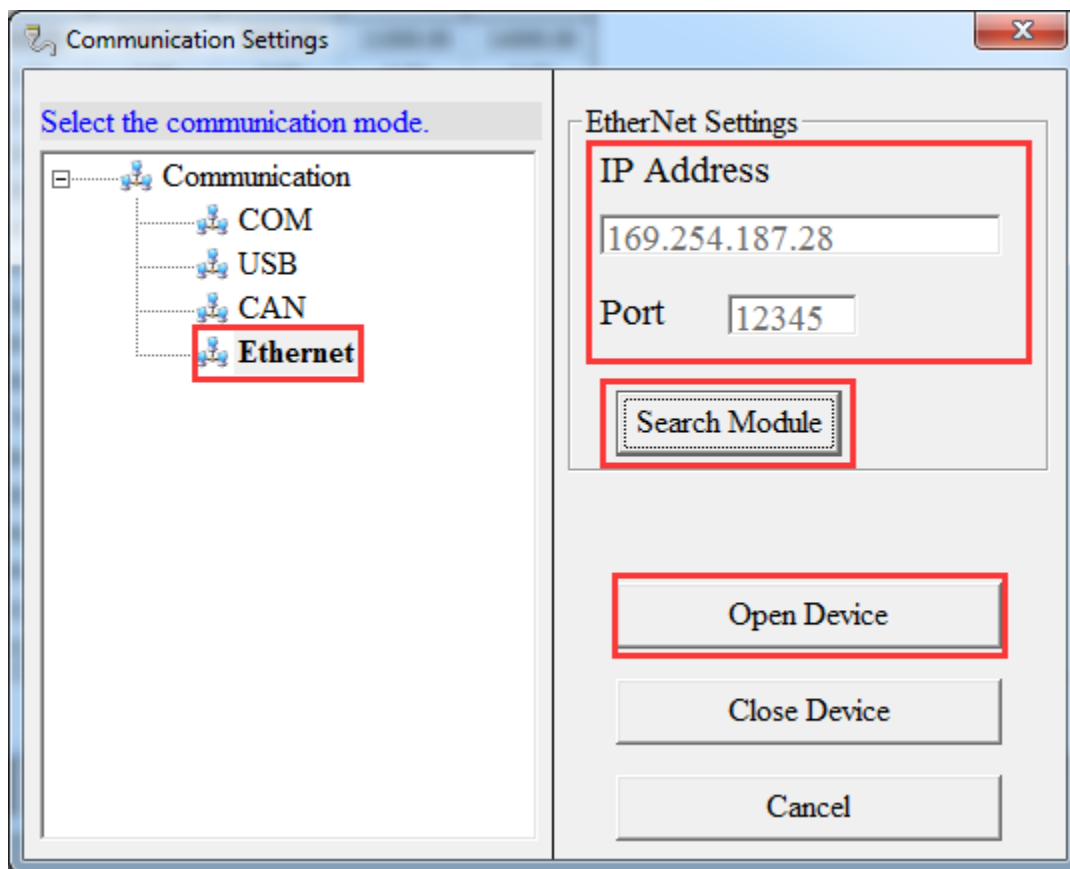 Communication Settings
Select the communication mode.
Communication
COM
USB
CAN
Ethernet
EtherNet Settings
IP Address
169.254.187.28
Port 12345
Search Module
Open Device
Close Device
Cancel